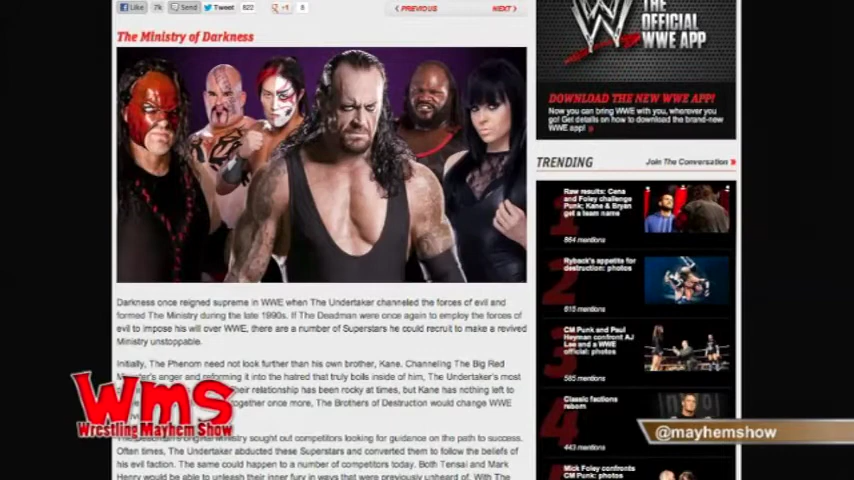 Like
7k
Send
Tweet
822
+1
8
PREVIOUS
NEXT
The Ministry of Darkness
Darkness once reigned supreme in WWE when The Undertaker channeled the forces of evil and
formed The Ministry during the late 1990s. If The Deadman were once again to employ the forces of
evil to impose his will over WWE, there are a number of Superstars he could recruit to make a revived
Ministry unstoppable.
Initially, The Phenom need not look further than his own brother, Kane. Channeling The Big Red
anger and reforming it into the hatred that truly boils inside of him, The Undertaker's most
their relationship has been rocky at times, but Kane has nothing left to
together once more, The Brothers of Destruction would change WWE
The Deadman's original Ministry sought out competitors looking for guidance on the path to success.
Often times, The Undertaker abducted these Superstars and converted them to follow the beliefs of
his evil faction. The same could happen to a number of competitors today. Both Tensai and Mark
Henry would be able to unleash their inner fury in ways that were previously unheard of. With The
THE
OFFICIAL
WWE APP
DOWNLOAD THE NEW WWE APP!
Now you can bring WWE with you, wherever you
go! Get details on how to download the brand-new
WWE app! »
TRENDING
Join The Conversation »
1
Raw results: Cena
and Foley challenge
Punk; Kane & Bryan
get a team name
864 mentions
2
Ryback's appetite for
destruction: photos
615 mentions
3
CM Punk and Paul
Heyman confront AJ
Lee and a WWE
official: photos
565 mentions
4
Classic factions
reborn
443 mentions
Mick Foley confronts
CM Punk: photos
Wms
Wrestling Mayhem Show
@mayhemshow